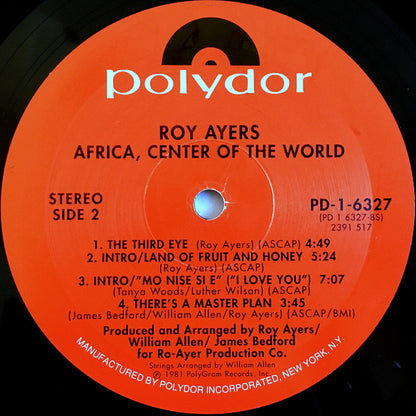 polydor
ROY AYERS
AFRICA, CENTER OF THE WORLD
STEREO
SIDE 2
PD-1-6327
(PD 1 6327-BS)
2391 517
1. THE THIRD EYE (Roy Ayers) (ASCAP) 4:49
2. INTRO/LAND OF FRUIT AND HONEY 5:24
(Roy Ayers) (ASCAP)
3. INTRO/"MO NISE SI E" ("I LOVE YOU") 7:07
(Tanya Woods/Luther Wilson) (ASCAP)
4. THERE'S A MASTER PLAN 3:45
(James Bedford/William Allen/Roy Ayers) (ASCAP/BMI)
Produced and Arranged by Roy Ayers/
William Allen/ James Bedford
for Ro-Ayer Production Co.
Strings Arranged by William Allen
℗ 1981 PolyGram Records, Inc.
MANUFACTURED BY POLYDOR INCORPORATED, NEW YORK, N.Y.